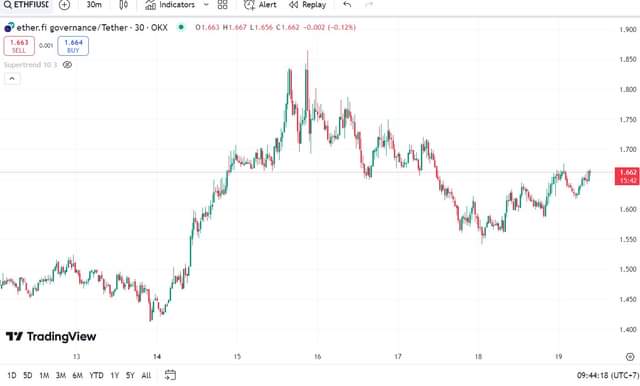 ETHFIUSD
30m
Indicators
Alert
Replay
ether.fi governance/Tether · 30 · OKX
O1.663 H1.667 L1.656 C1.662 -0.002 (-0.12%)
1.663
SELL
0.001
1.664
BUY
Supertrend 10 3
1.900
1.850
1.800
1.750
1.700
1.662
15:42
1.650
1.600
1.550
1.500
1.450
1.400
TradingView
13
14
15
16
17
18
19
1D
5D
1M
3M
6M
YTD
1Y
5Y
All
09:44:18 (UTC+7)